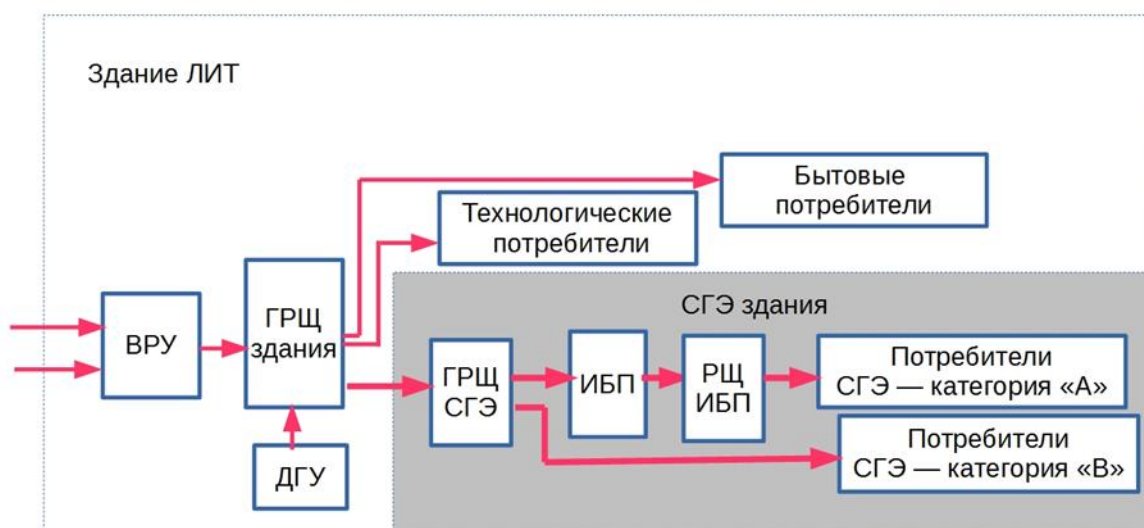 Здание ЛИТ
Бытовые
потребители
Технологические
потребители
СГЭ здания
ВРУ
ГРЩ
здания
ГРЩ
СГЭ
ИБП
РЩ
ИБП
Потребители
СГЭ — категория «А»
Потребители
СГЭ — категория «В»
ДГУ